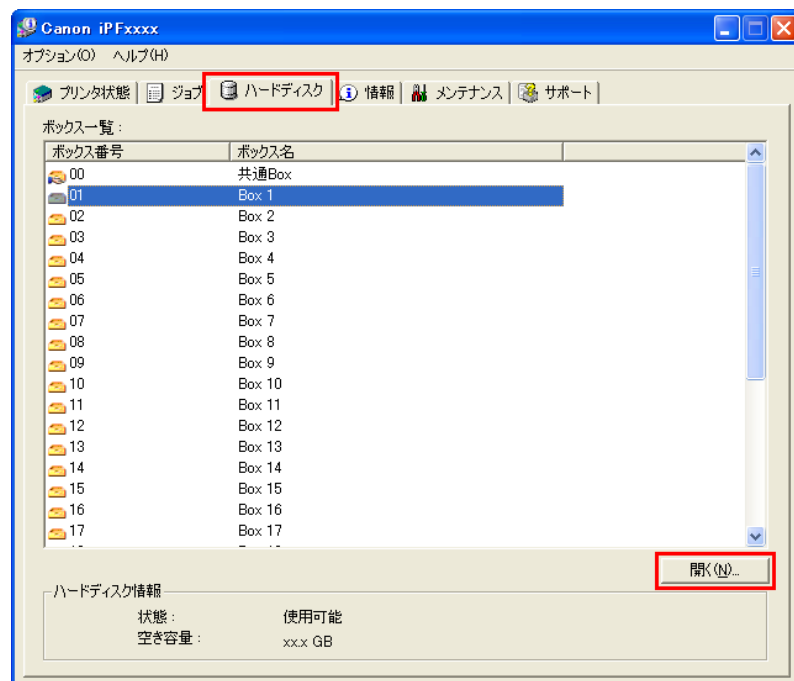 Canon iPFxxxx
オプション(O) ヘルプ(H)
プリンタ状態 ジョブ ハードディスク 情報 メンテナンス サポート
ボックス一覧：
ボックス番号 ボックス名
00 共通Box
01 Box 1
02 Box 2
03 Box 3
04 Box 4
05 Box 5
06 Box 6
07 Box 7
08 Box 8
09 Box 9
10 Box 10
11 Box 11
12 Box 12
13 Box 13
14 Box 14
15 Box 15
16 Box 16
17 Box 17
開く(N)...
ハードディスク情報
状態： 使用可能
空き容量： xx.x GB